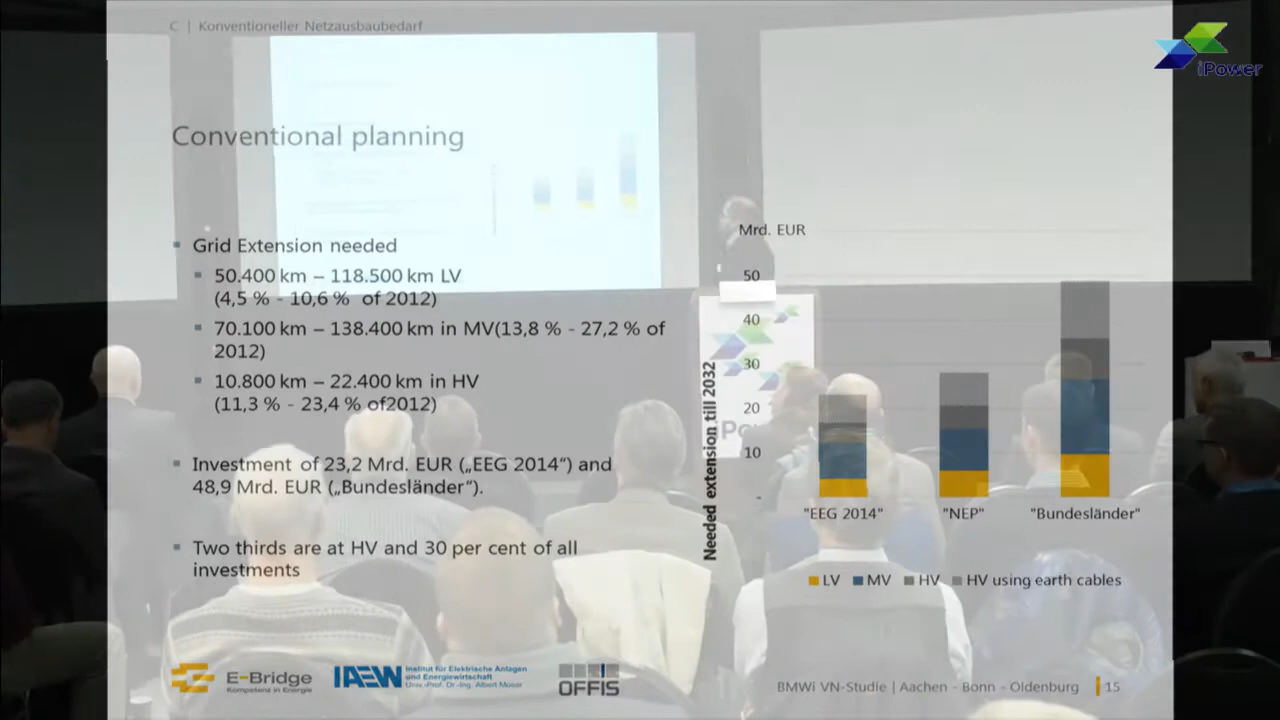 C | Konventioneller Netzausbaubedarf
iPower
Conventional planning
Grid Extension needed
50.400 km – 118.500 km LV
(4,5 % - 10,6 % of 2012)
70.100 km – 138.400 km in MV(13,8 % - 27,2 % of
2012)
10.800 km – 22.400 km in HV
(11,3 % - 23,4 % of2012)
Investment of 23,2 Mrd. EUR („EEG 2014“) and
48,9 Mrd. EUR („Bundesländer“).
Two thirds are at HV and 30 per cent of all
investments
Mrd. EUR
50
40
30
20
10
-
Needed extension till 2032
"EEG 2014"
"NEP"
"Bundesländer"
LV
MV
HV
HV using earth cables
E-Bridge
Kompetenz in Energie
IAEW
Institut für Elektrische Anlagen
und Energiewirtschaft
Univ.-Prof. Dr.-Ing. Albert Moser
OFFIS
BMWi VN-Studie | Aachen - Bonn - Oldenburg
15